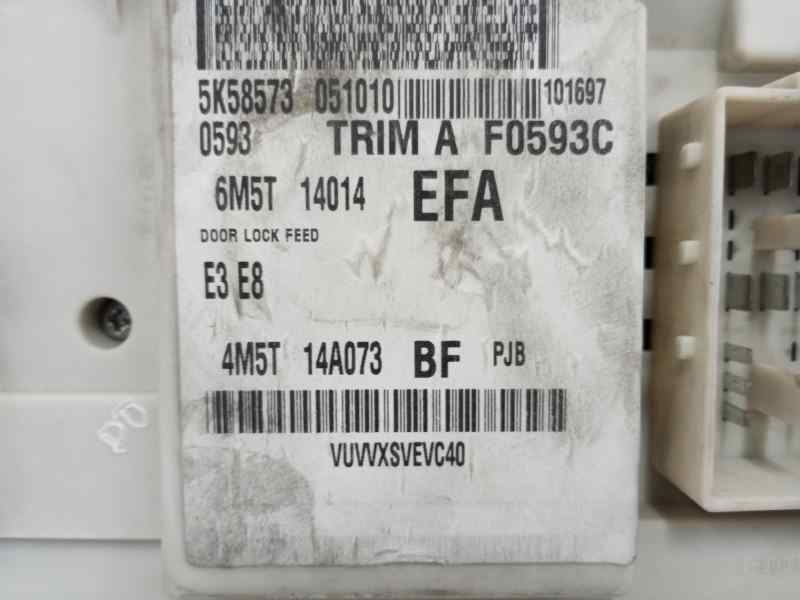 5K58573 051010 101697
0593 TRIM A F0593C
6M5T 14014 EFA
DOOR LOCK FEED
E3 E8
4M5T 14A073 BF PJB
VUVVXSVEVC40